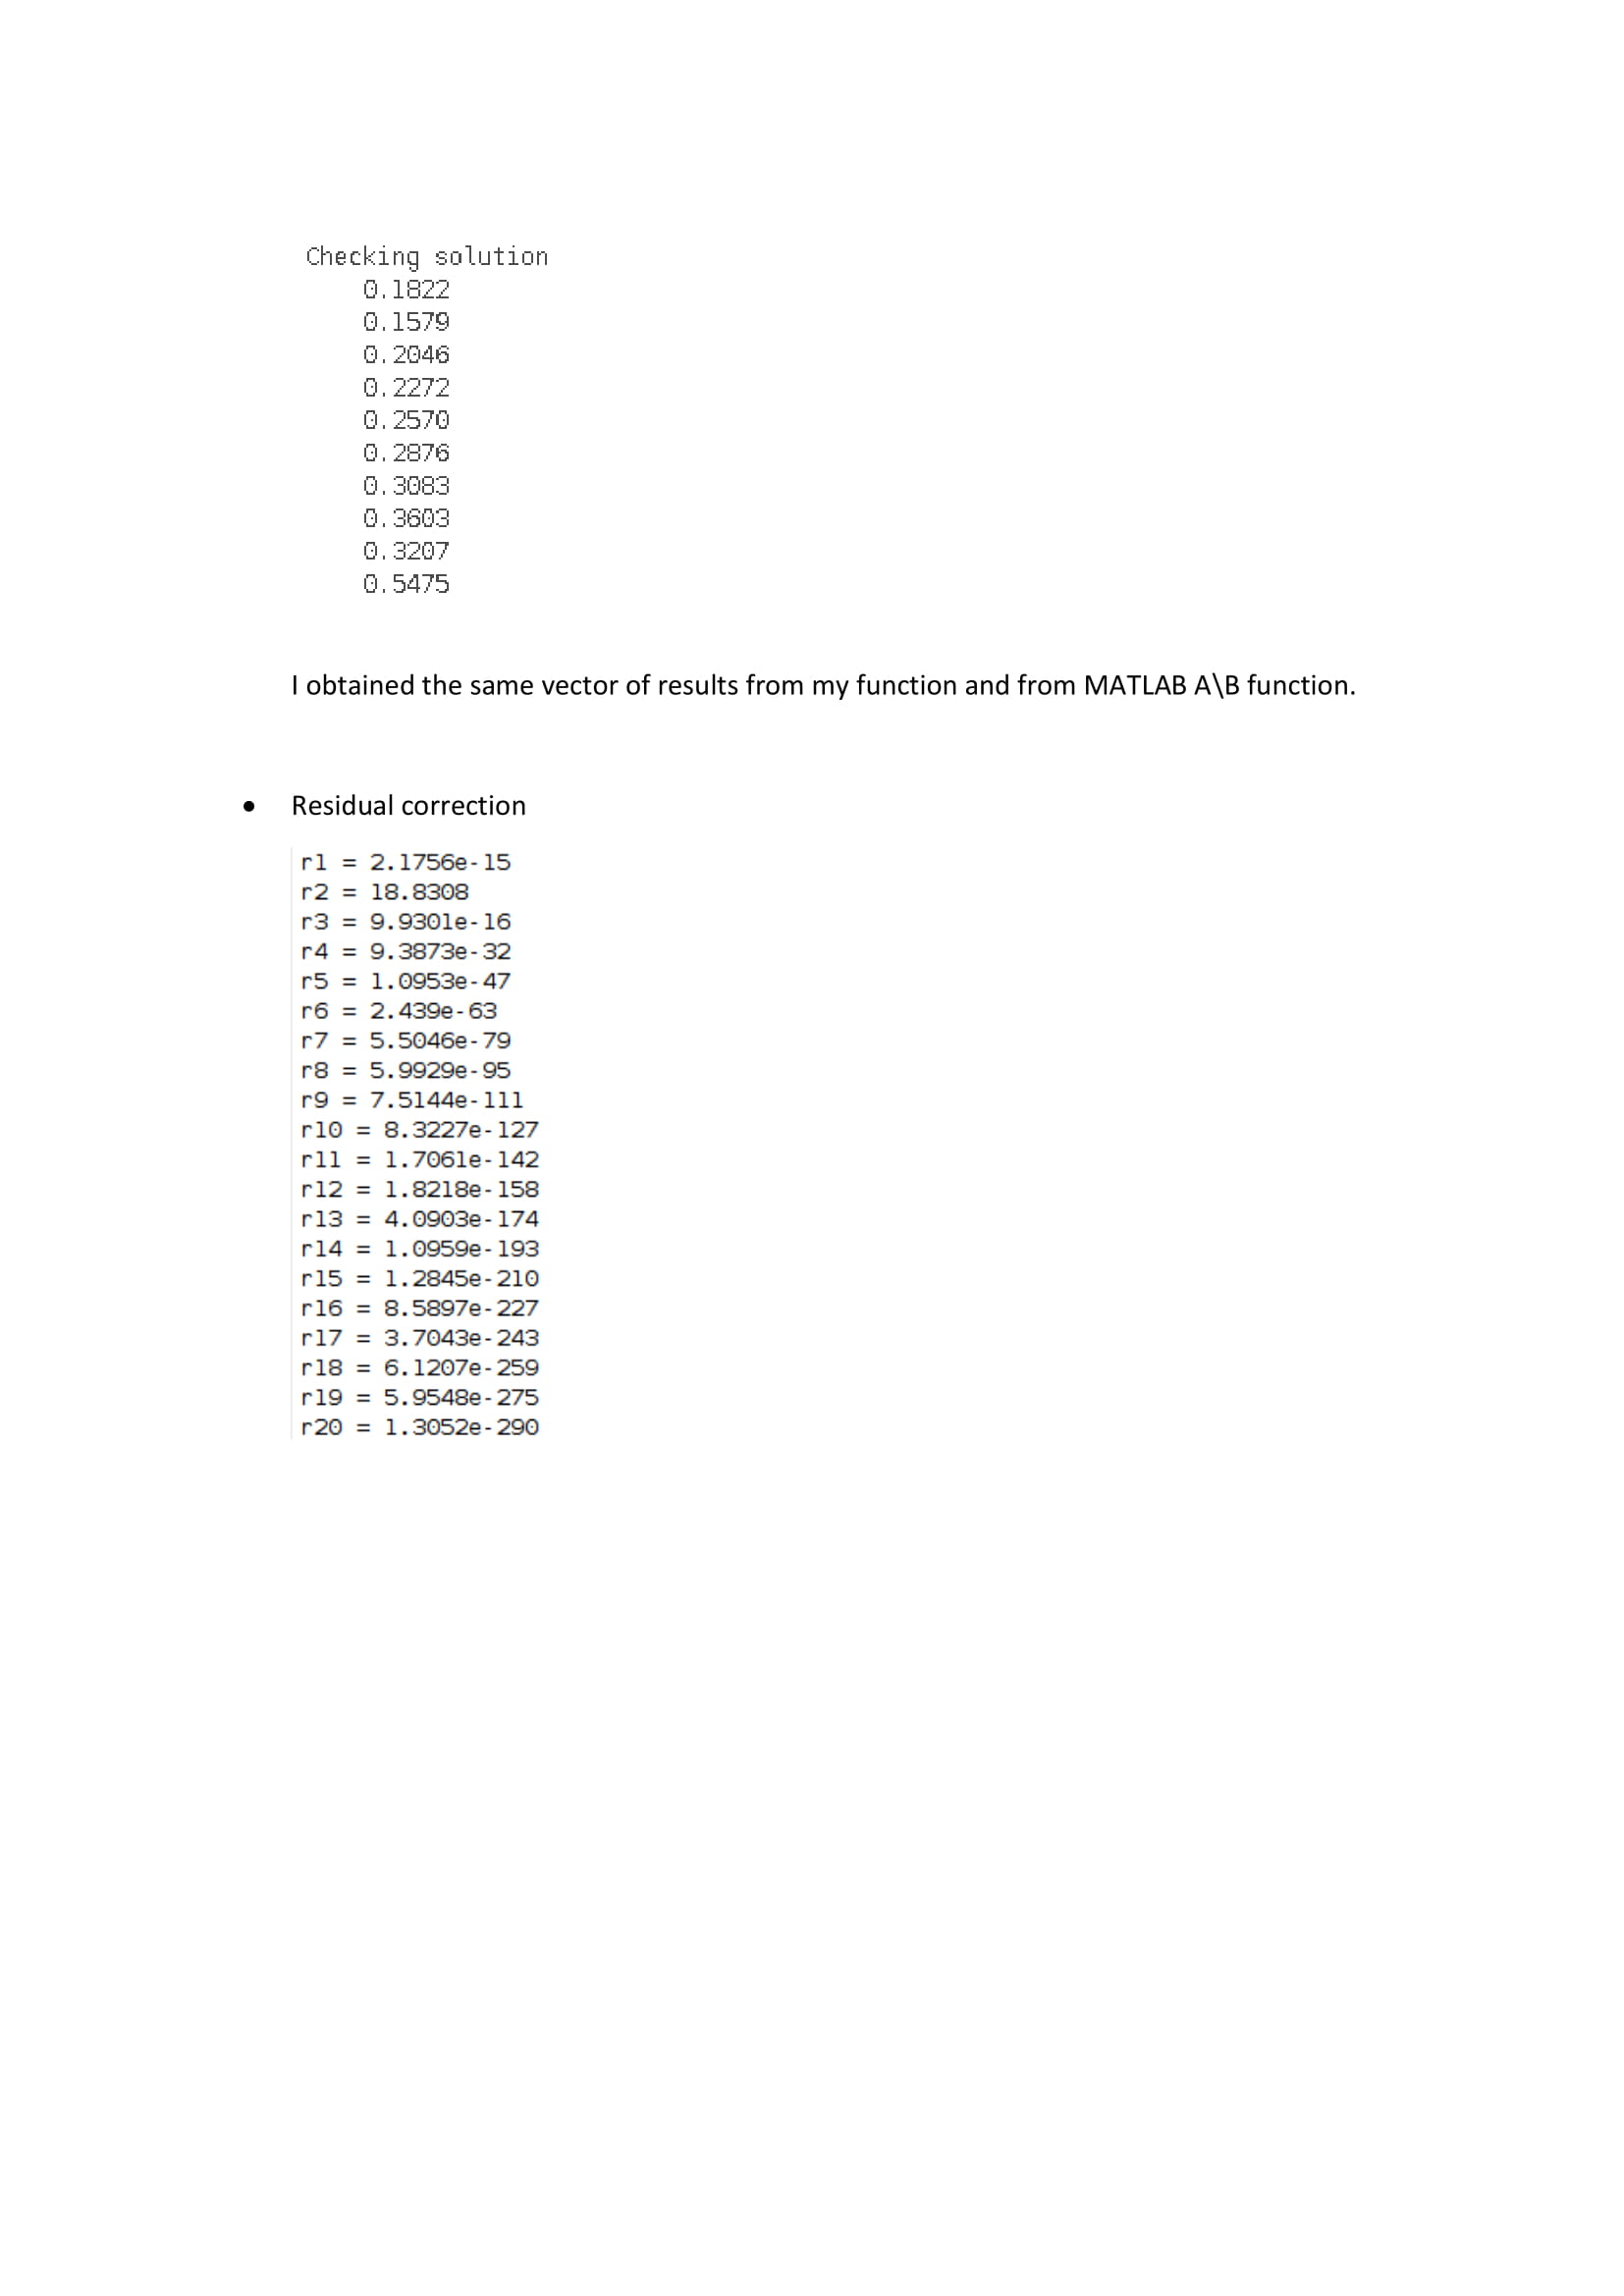 Checking solution
0.1822
0.1579
0.2046
0.2272
0.2570
0.2876
0.3083
0.3603
0.3207
0.5475
I obtained the same vector of results from my function and from MATLAB A\B function.
• Residual correction
r1 = 2.1756e-15
r2 = 18.8308
r3 = 9.9301e-16
r4 = 9.3873e-32
r5 = 1.0953e-47
r6 = 2.439e-63
r7 = 5.5046e-79
r8 = 5.9929e-95
r9 = 7.5144e-111
r10 = 8.3227e-127
r11 = 1.7061e-142
r12 = 1.8218e-158
r13 = 4.0903e-174
r14 = 1.0959e-193
r15 = 1.2845e-210
r16 = 8.5897e-227
r17 = 3.7043e-243
r18 = 6.1207e-259
r19 = 5.9548e-275
r20 = 1.3052e-290